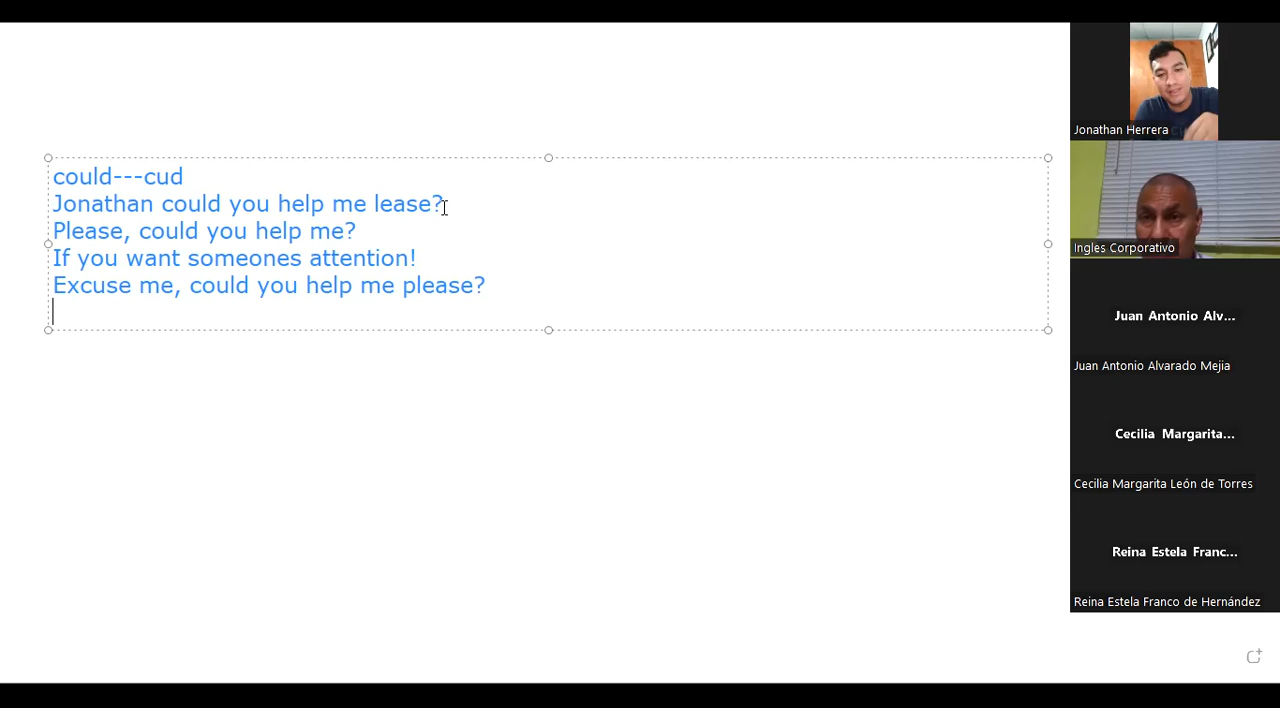 could---cud
Jonathan could you help me lease?
Please, could you help me?
If you want someones attention!
Excuse me, could you help me please?
Jonathan Herrera
Ingles Corporativo
Juan Antonio Alv...
Juan Antonio Alvarado Mejia
Cecilia Margarita...
Cecilia Margarita León de Torres
Reina Estela Franc...
Reina Estela Franco de Hernández